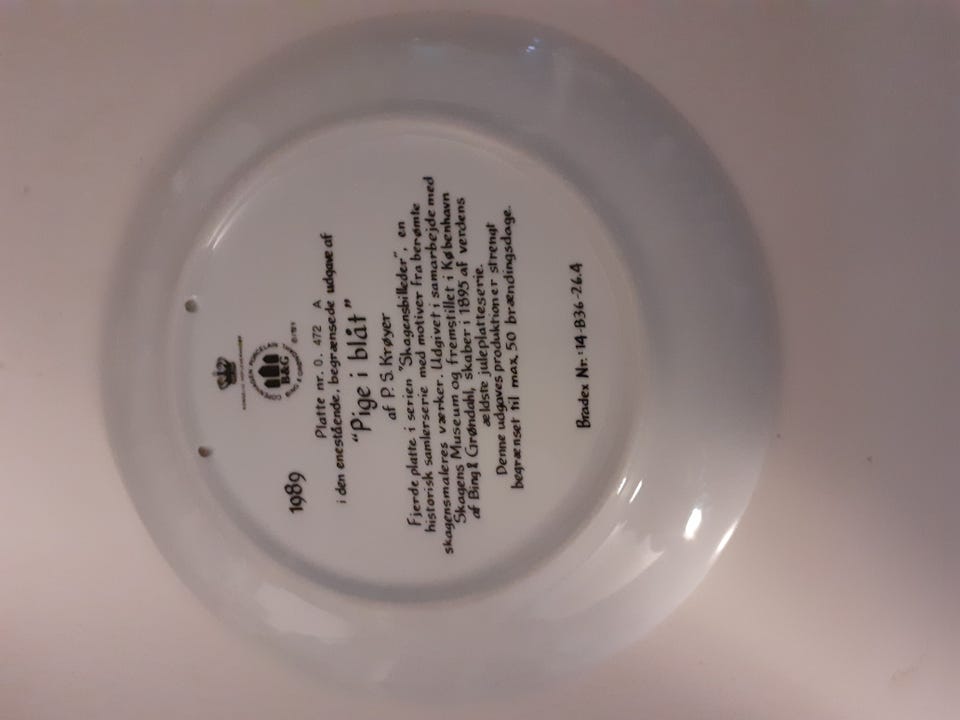 B&G
1989
Platte nr. 0. 472 A
i den enestående, begrænsede udgave af
"Pige i blåt"
af P. S. Krøyer
Fjerde platte i serien "Skagensbilleder", en
historisk samlerserie med motiver fra berømte
skagensmaleres værker. Udgivet i samarbejde med
Skagens Museum og fremstillet i København
af Bing & Grøndahl, skaber i 1895 af verdens
ældste juleplatteserie.
Denne udgaves produktion er strengt
begrænset til max. 50 brændingsdage.
Bradex Nr.: 14-B36-26.4